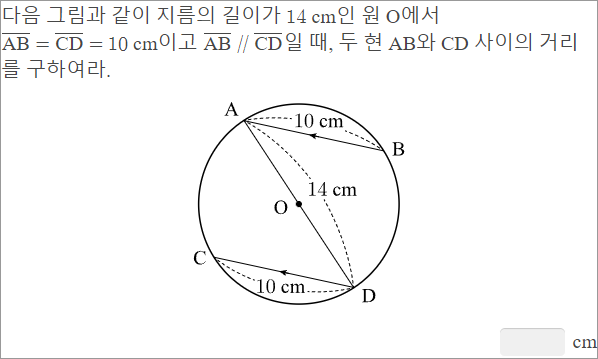 다음 그림과 같이 지름의 길이가 14 cm인 원 O에서
AB = CD = 10 cm이고 AB // CD일 때, 두 현 AB와 CD 사이의 거리
를 구하여라.
A
10 cm
B
14 cm
O
C
10 cm
D
cm